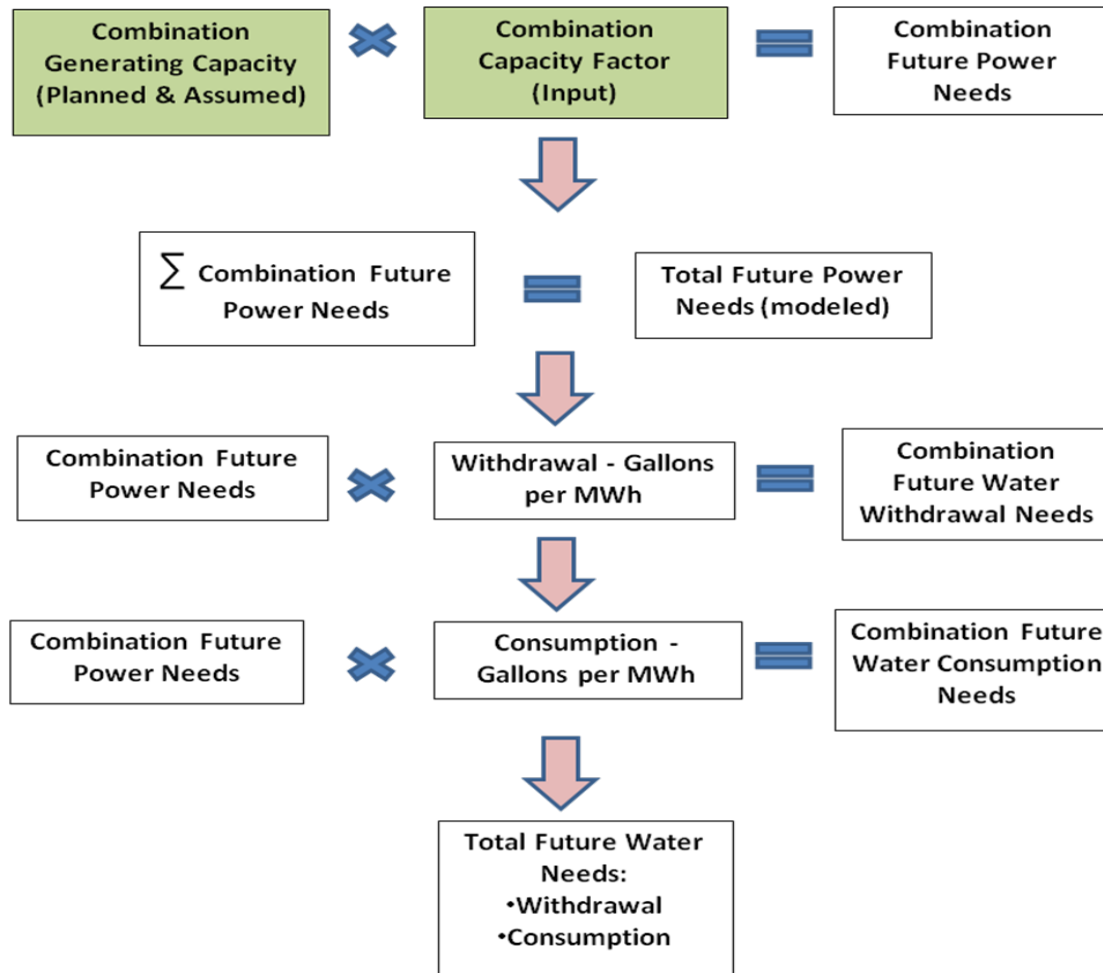 Combination
Generating Capacity
(Planned & Assumed)
Combination
Capacity Factor
(Input)
Combination
Future Power
Needs
∑ Combination Future
Power Needs
Total Future Power
Needs (modeled)
Combination Future
Power Needs
Withdrawal - Gallons
per MWh
Combination
Future Water
Withdrawal Needs
Combination Future
Power Needs
Consumption -
Gallons per MWh
Combination Future
Water Consumption
Needs
Total Future Water
Needs:
•Withdrawal
•Consumption